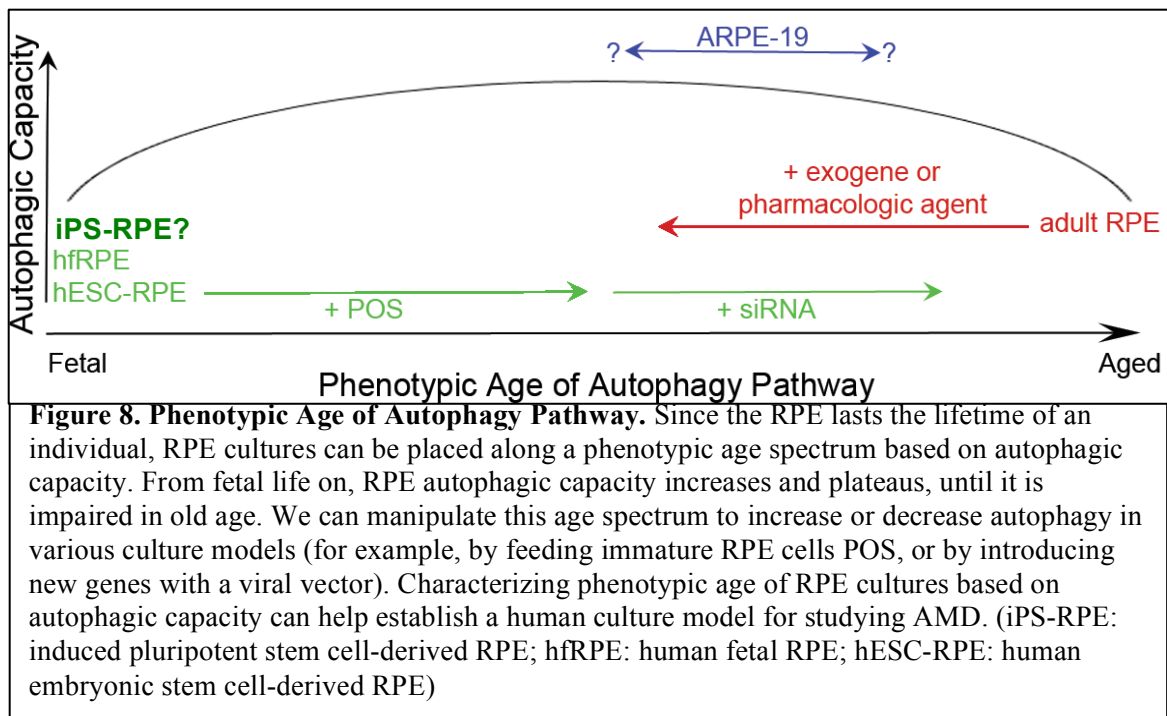 ? ARPE-19 ?
Autophagic Capacity
+ exogene or
pharmacologic agent
adult RPE
iPS-RPE?
hfRPE
hESC-RPE
+ POS
+ siRNA
Fetal
Aged
Phenotypic Age of Autophagy Pathway
Figure 8. Phenotypic Age of Autophagy Pathway. Since the RPE lasts the lifetime of an
individual, RPE cultures can be placed along a phenotypic age spectrum based on autophagic
capacity. From fetal life on, RPE autophagic capacity increases and plateaus, until it is
impaired in old age. We can manipulate this age spectrum to increase or decrease autophagy in
various culture models (for example, by feeding immature RPE cells POS, or by introducing
new genes with a viral vector). Characterizing phenotypic age of RPE cultures based on
autophagic capacity can help establish a human culture model for studying AMD. (iPS-RPE:
induced pluripotent stem cell-derived RPE; hfRPE: human fetal RPE; hESC-RPE: human
embryonic stem cell-derived RPE)